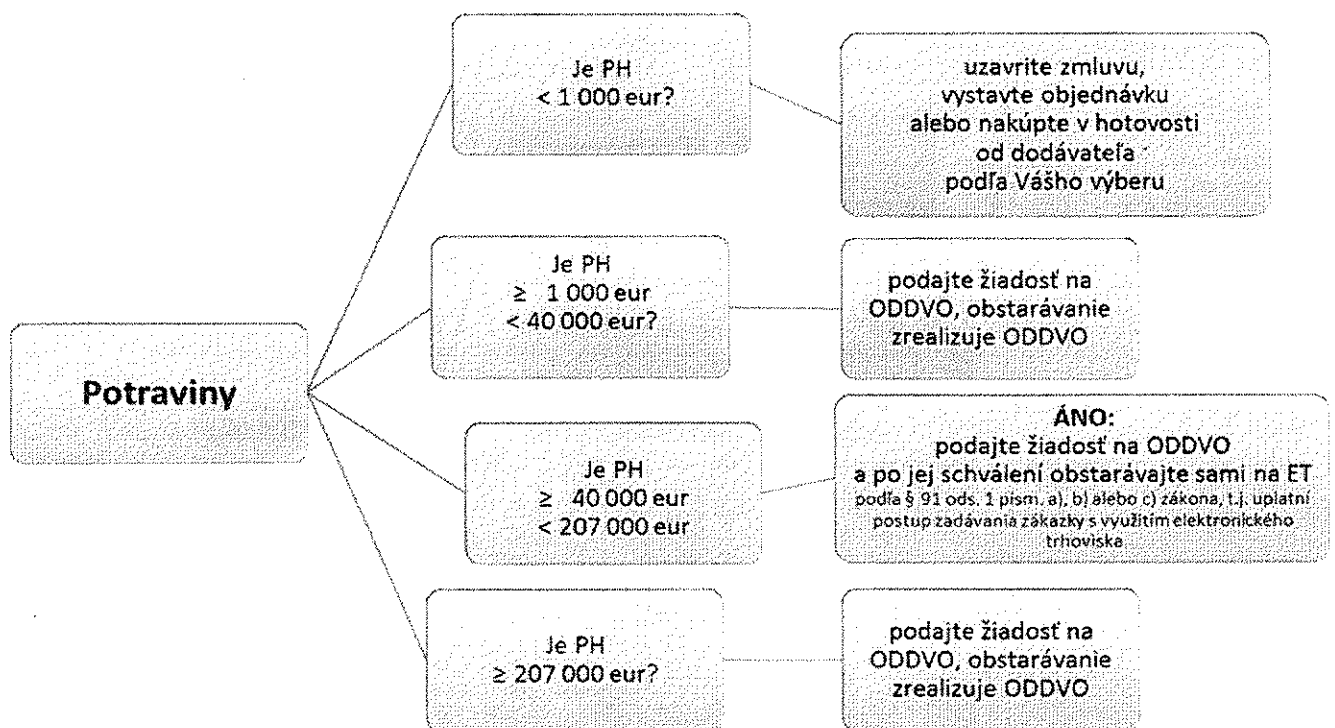 Potraviny
Je PH
< 1 000 eur?
uzavrite zmluvu,
vystavte objednávku
alebo nakúpte v hotovosti
od dodávateľa
podľa Vášho výberu
Je PH
≥ 1 000 eur
< 40 000 eur?
podajte žiadosť na
ODDVO, obstarávanie
zrealizuje ODDVO
Je PH
≥ 40 000 eur
< 207 000 eur
ÁNO:
podajte žiadosť na ODDVO
a po jej schválení obstarávajte sami na ET
podľa § 91 ods. 1 písm. a), b) alebo c) zákona, t.j. uplatní
postup zadávania zákazky s využitím elektronického
trhoviska
Je PH
≥ 207 000 eur?
podajte žiadosť na
ODDVO, obstarávanie
zrealizuje ODDVO